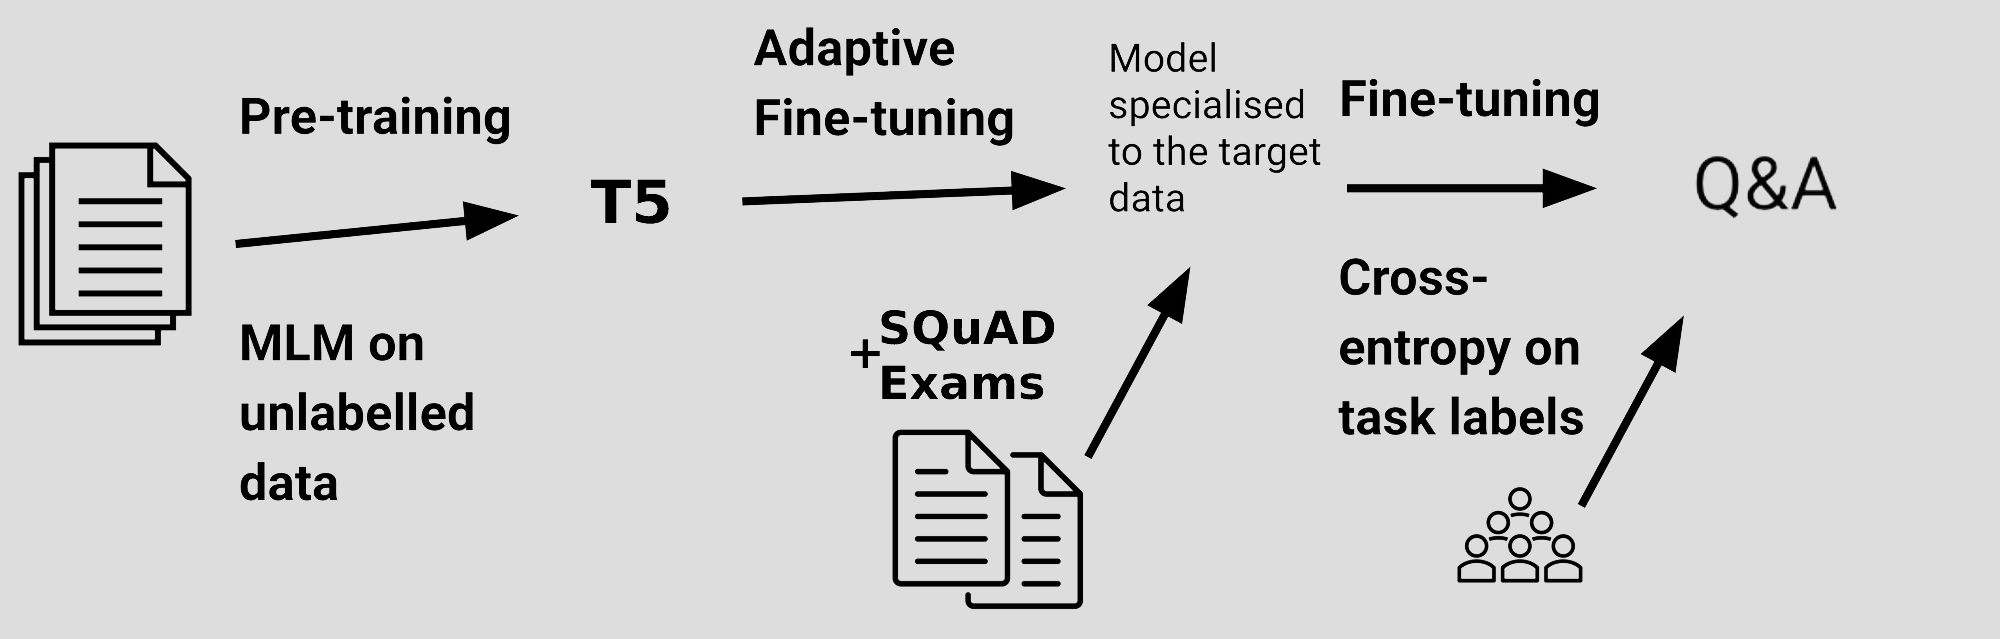 Pre-training
MLM on
unlabelled
data
T5
Adaptive
Fine-tuning
+SQuAD
Exams
Model
specialised
to the target
data
Fine-tuning
Cross-
entropy on
task labels
Q&A